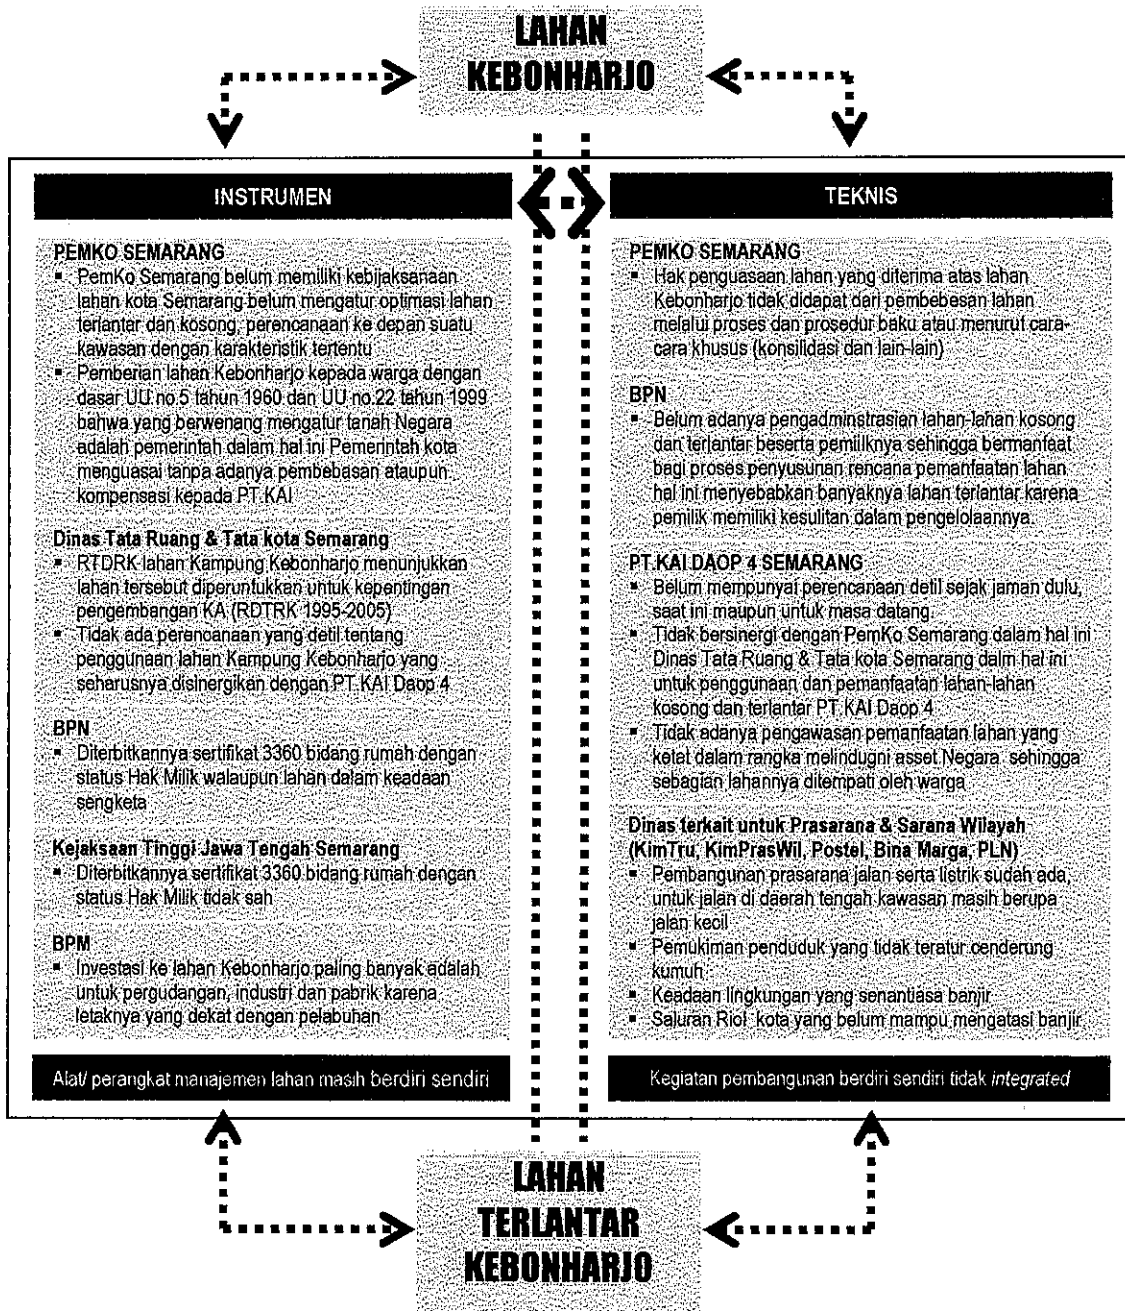 LAHAN
KEBONHARJO
INSTRUMEN
PEMKO SEMARANG
▪ PemKo Semarang belum memiliki kebijaksanaan
lahan kota Semarang belum mengatur optimasi lahan
terlantar dan kosong, perencanaan ke depan suatu
kawasan dengan karakteristik tertentu
▪ Pemberian lahan Kebonharjo kepada warga dengan
dasar UU no.5 tahun 1960 dan UU no.22 tahun 1999
bahwa yang berwenang mengatur tanah Negara
adalah pemerintah dalam hal ini Pemerintah kota
menguasai tanpa adanya pembebasan ataupun
kompensasi kepada PT.KAI
Dinas Tata Ruang & Tata kota Semarang
▪ RTDRK lahan Kampung Kebonharjo menunjukkan
lahan tersebut diperuntukkan untuk kepentingan
pengembangan KA (RDTRK 1995-2005)
▪ Tidak ada perencanaan yang detil tentang
penggunaan lahan Kampung Kebonharjo yang
seharusnya disinergikan dengan PT.KAI Daop 4
BPN
▪ Diterbitkannya sertifikat 3360 bidang rumah dengan
status Hak Milik walaupun lahan dalam keadaan
sengketa
Kejaksaan Tinggi Jawa Tengah Semarang
▪ Diterbitkannya sertifikat 3360 bidang rumah dengan
status Hak Milik tidak sah
BPM
▪ Investasi ke lahan Kebonharjo paling banyak adalah
untuk pergudangan, industri dan pabrik karena
letaknya yang dekat dengan pelabuhan
Alat/ perangkat manajemen lahan masih berdiri sendiri
TEKNIS
PEMKO SEMARANG
▪ Hak penguasaan lahan yang diterima atas lahan
Kebonharjo tidak didapat dari pembebesan lahan
melalui proses dan prosedur baku atau menurut cara-
cara khusus (konsilidasi dan lain-lain)
BPN
▪ Belum adanya pengadminstrasian lahan-lahan kosong
dan terlantar beserta pemiliknya sehingga bermanfaat
bagi proses penyusunan rencana pemanfaatan lahan
hal ini menyebabkan banyaknya lahan terlantar karena
pemilik memiliki kesulitan dalam pengelolaannya.
PT.KAI DAOP 4 SEMARANG
▪ Belum mempunyai perencanaan detil sejak jaman dulu,
saat ini maupun untuk masa datang.
▪ Tidak bersinergi dengan PemKo Semarang dalam hal ini
Dinas Tata Ruang & Tata kota Semarang dalm hal ini
untuk penggunaan dan pemanfaatan lahan-lahan
kosong dan terlantar PT.KAI Daop 4
▪ Tidak adanya pengawasan pemanfaatan lahan yang
ketat dalam rangka melindugni asset Negara sehingga
sebagian lahannya ditempati oleh warga
Dinas terkait untuk Prasarana & Sarana Wilayah
(KimTru, KimPrasWil, Postel, Bina Marga, PLN)
▪ Pembangunan prasarana jalan serta listrik sudah ada,
untuk jalan di daerah tengah kawasan masih berupa
jalan kecil
▪ Pemukiman penduduk yang tidak teratur cenderung
kumuh
▪ Keadaan lingkungan yang senantiasa banjir
▪ Saluran Riol kota yang belum mampu mengatasi banjir
Kegiatan pembangunan berdiri sendiri tidak integrated
LAHAN
TERLANTAR
KEBONHARJO